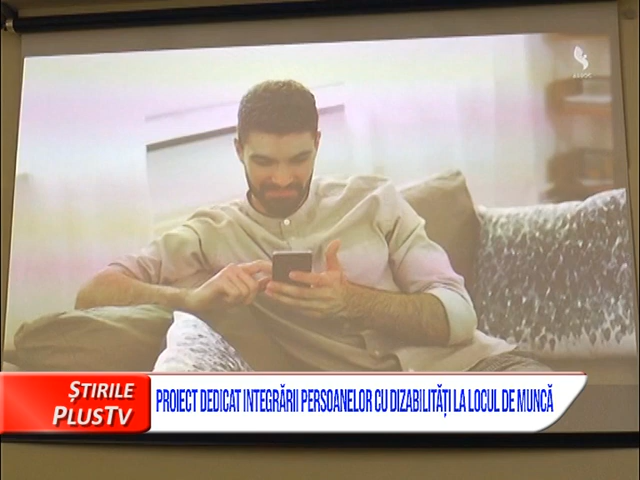 ȘTIRILE
PLUSTV
PROIECT DEDICAT INTEGRĂRII PERSOANELOR CU DIZABILITĂȚI LA LOCUL DE MUNCĂ